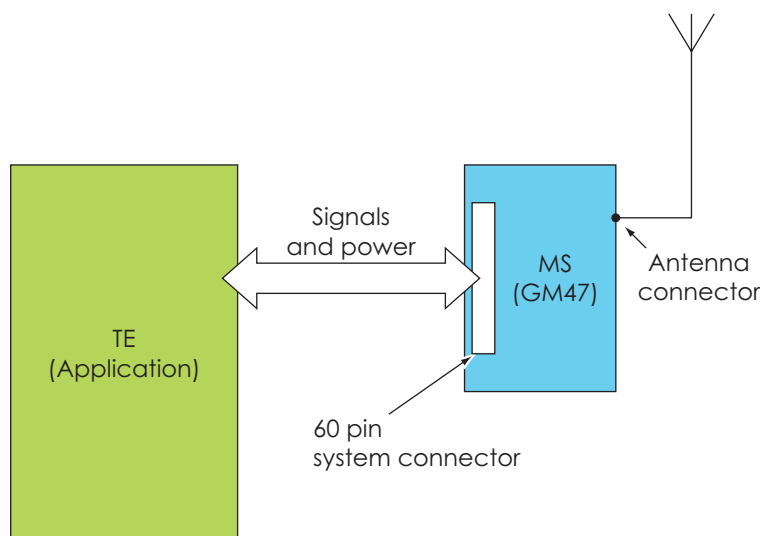 Signals
and power
MS
(GM47)
Antenna
connector
TE
(Application)
60 pin
system connector